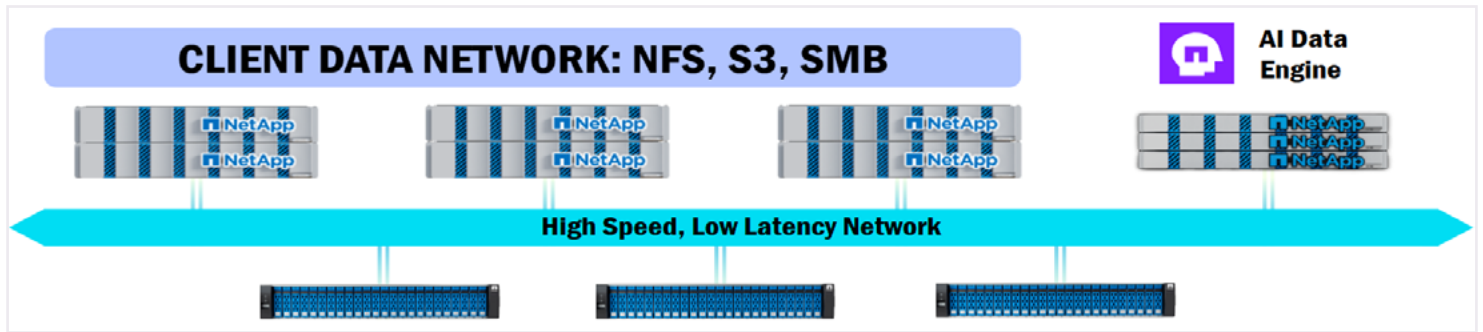 CLIENT DATA NETWORK: NFS, S3, SMB
AI Data
Engine
NetApp
NetApp
NetApp
NetApp
NetApp
NetApp
NetApp
NetApp
NetApp
High Speed, Low Latency Network